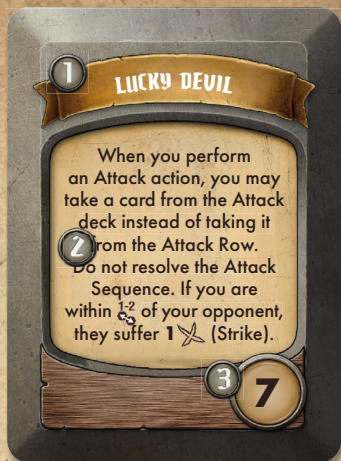 1
LUCKY DEVIL
When you perform
an Attack action, you may
take a card from the Attack
deck instead of taking it
2 rom the Attack Row.
Do not resolve the Attack
Sequence. If you are
within 1-2 of your opponent,
they suffer 1 (Strike).
3
7